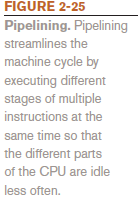 FIGURE 2-25
Pipelining. Pipelining
streamlines the
machine cycle by
executing different
stages of multiple
instructions at the
same time so that
the different parts
of the CPU are idle
less often.